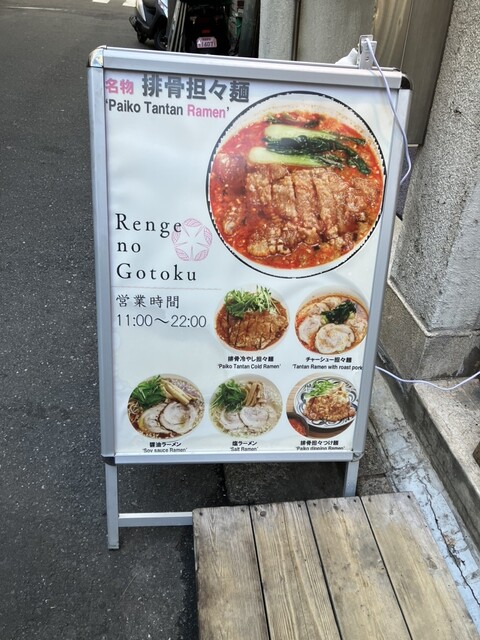 名物 排骨担々麺
'Paiko Tantan Ramen'
Renge
no
Gotoku
営業時間
11:00〜22:00
排骨冷やし担々麺
'Paiko Tantan Cold Ramen'
チャーシュー担々麺
'Tantan Ramen with roast pork'
醤油ラーメン
'Soy sauce Ramen'
塩ラーメン
'Salt Ramen'
排骨担々つけ麺
'Paiko dipping Ramen'